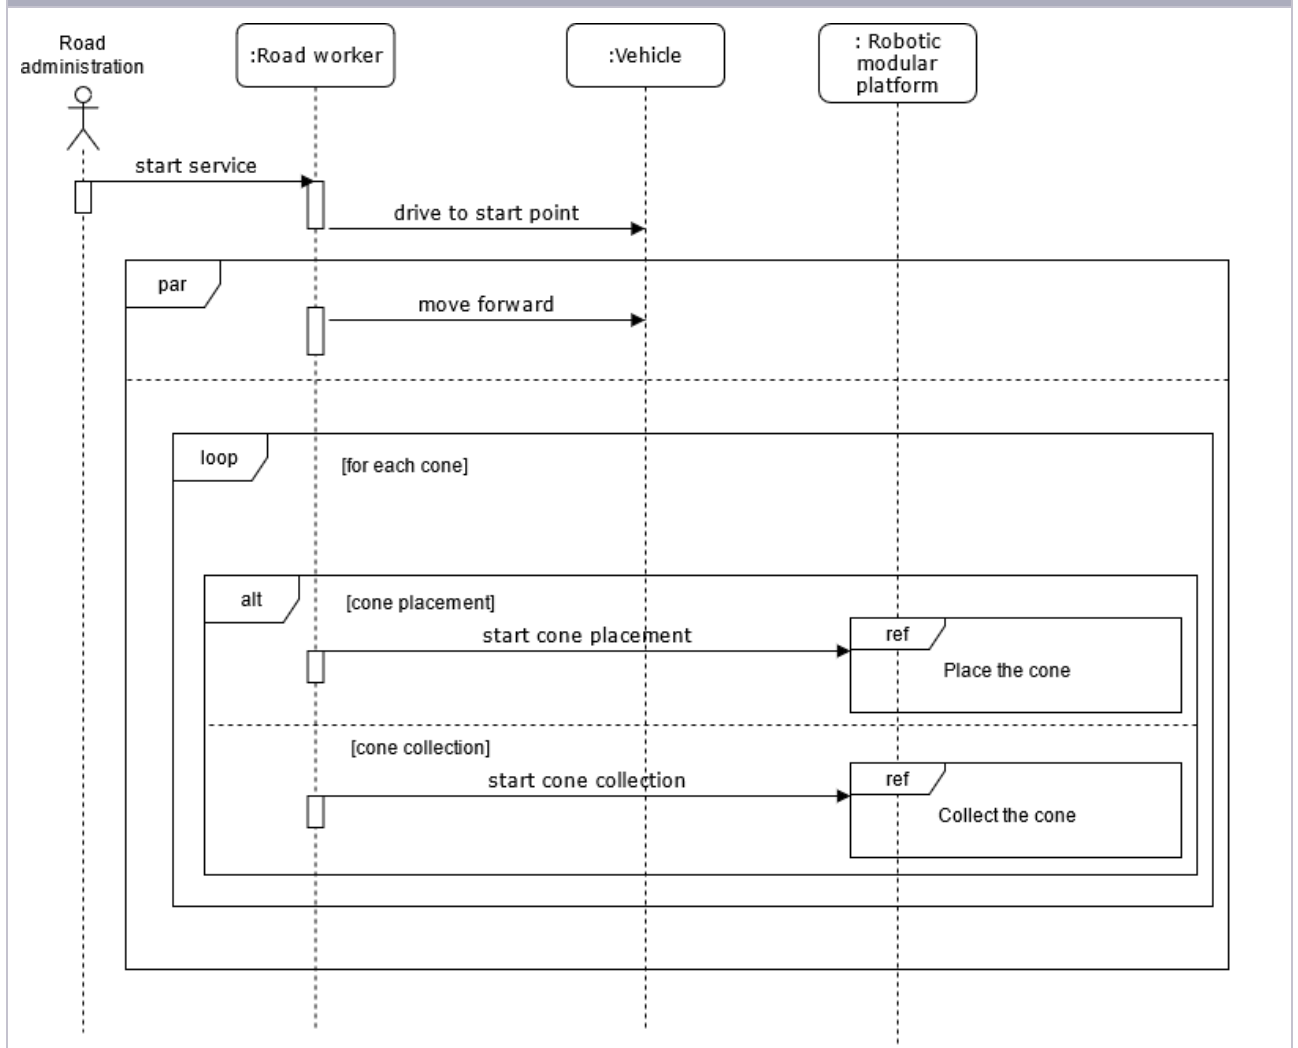 Road
administration
:Road worker
:Vehicle
: Robotic
modular
platform
start service
drive to start point
par
move forward
loop
[for each cone]
alt
[cone placement]
start cone placement
ref
Place the cone
[cone collection]
start cone collection
ref
Collect the cone